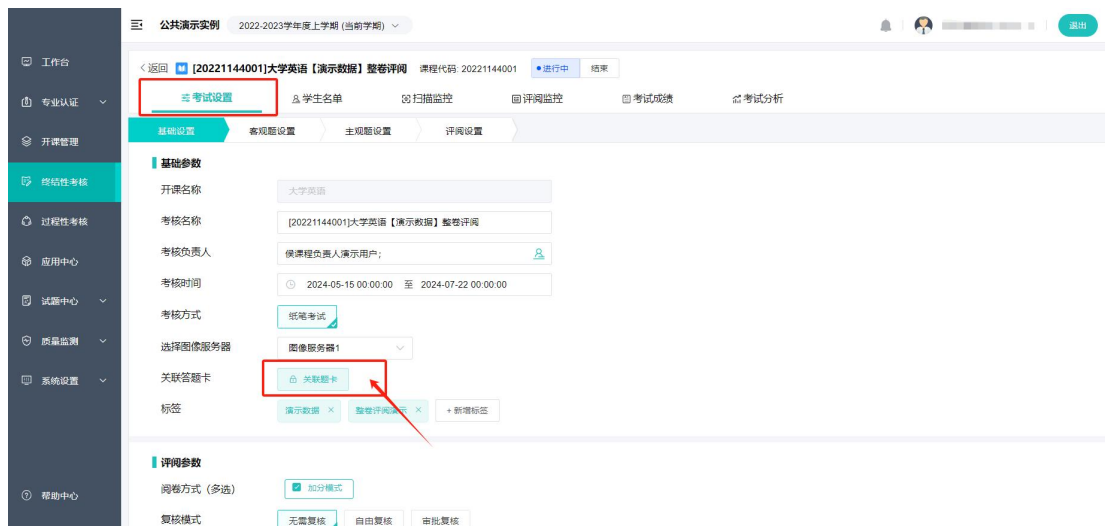 公共演示实例 2022-2023学年度上学期 (当前学期) 退出
工作台
专业认证
开课管理
终结性考核
过程性考核
应用中心
试题中心
质量监测
系统设置
帮助中心
返回 [20221144001]大学英语【演示数据】整卷评阅 课程代码: 20221144001 进行中 结束
考试设置 学生名单 扫描监控 评阅监控 考试成绩 考试分析
基础设置 客观题设置 主观题设置 评阅设置
基础参数
开课名称 大学英语
考核名称 [20221144001]大学英语【演示数据】整卷评阅
考核负责人 侯课程负责人演示用户;
考核时间 2024-05-15 00:00:00 至 2024-07-22 00:00:00
考核方式 纸笔考试
选择图像服务器 图像服务器1
关联答题卡 关联题卡
标签 演示数据 × 整卷评阅演示 × + 新增标签
评阅参数
阅卷方式 (多选) 加分模式
复核模式 无需复核 自由复核 审批复核